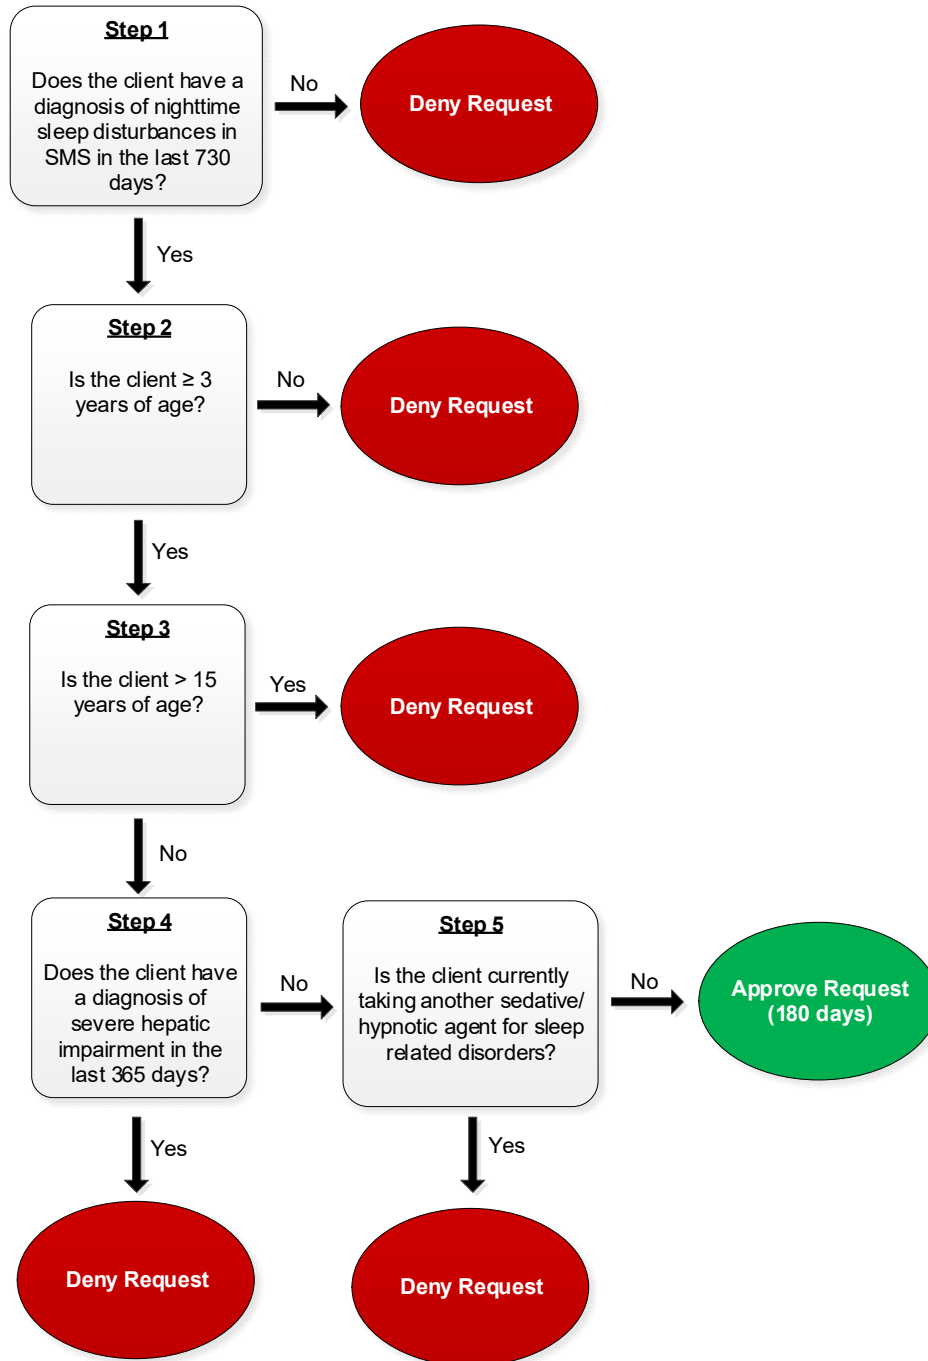 Step 1
Does the client have a
diagnosis of nighttime
sleep disturbances in
SMS in the last 730
days?
No
Deny Request
Yes
Step 2
Is the client ≥ 3
years of age?
No
Deny Request
Yes
Step 3
Is the client > 15
years of age?
Yes
Deny Request
No
Step 4
Does the client have
a diagnosis of
severe hepatic
impairment in the
last 365 days?
No
Step 5
Is the client currently
taking another sedative/
hypnotic agent for sleep
related disorders?
No
Approve Request
(180 days)
Yes
Deny Request
Yes
Deny Request